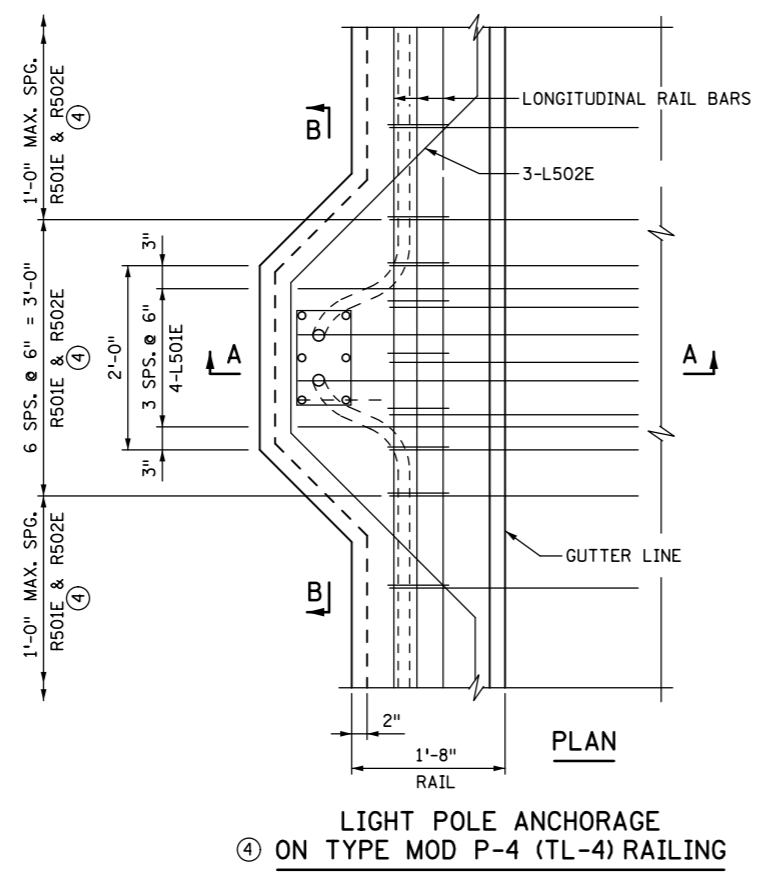 1'-0" MAX. SPG.
R501E & R502E
4
6 SPS. @ 6" = 3'-0"
R501E & R502E
4
1'-0" MAX. SPG.
R501E & R502E
4
2'-0"
3"
3 SPS. @ 6"
4-L501E
3"
B
LONGITUDINAL RAIL BARS
3-L502E
A
A
GUTTER LINE
B
2"
1'-8"
RAIL
PLAN
LIGHT POLE ANCHORAGE
4 ON TYPE MOD P-4 (TL-4) RAILING